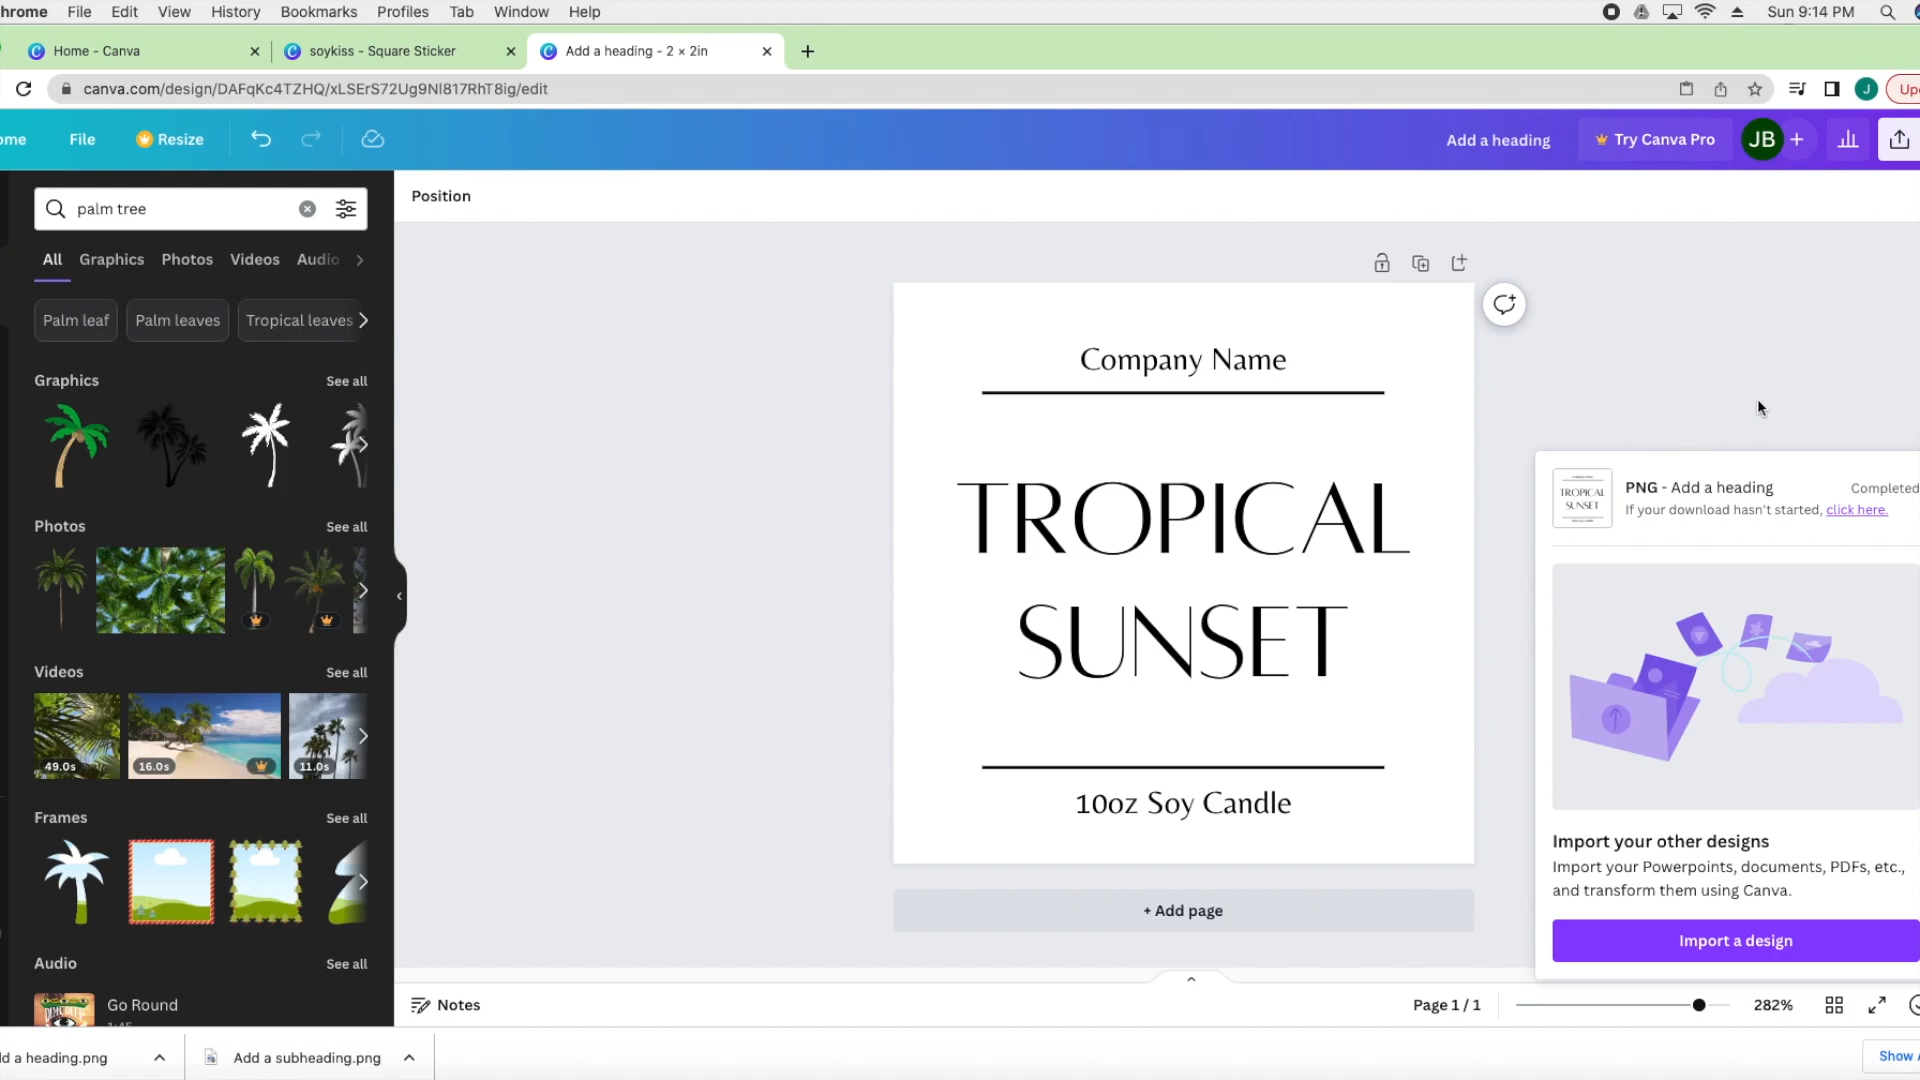 hrome File Edit View History Bookmarks Profiles Tab Window Help Sun 9:14 PM
Home - Canva soykiss - Square Sticker Add a heading - 2 × 2in
canva.com/design/DAFqKc4TZHQ/xLSErS72Ug9NI817RhT8ig/edit J Up
ome File Resize Add a heading Try Canva Pro JB +
palm tree
Position
All Graphics Photos Videos Audio
Palm leaf Palm leaves Tropical leaves
Graphics See all
Photos See all
Videos See all
49.0s 16.0s 11.0s
Frames See all
Audio See all
Go Round
1:45
Company Name
TROPICAL
SUNSET
10oz Soy Candle
+ Add page
PNG - Add a heading Completed
If your download hasn't started, click here.
Import your other designs
Import your Powerpoints, documents, PDFs, etc.,
and transform them using Canva.
Import a design
Notes Page 1 / 1 282%
d a heading.png Add a subheading.png Show